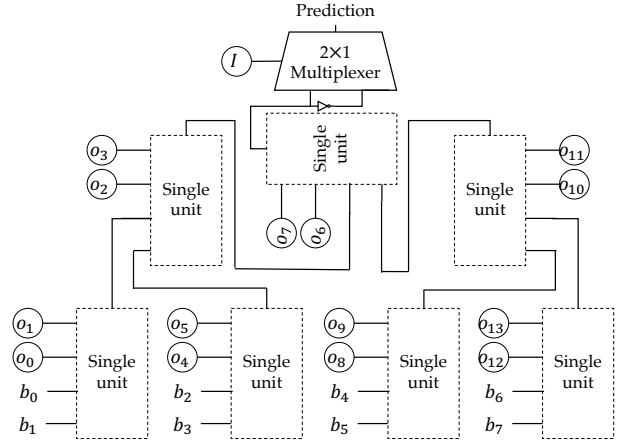 Prediction
I
2×1
Multiplexer
Single
unit
o₃
o₂
Single
unit
o₇
o₆
o₁₁
o₁₀
Single
unit
o₁
o₀
b₀
b₁
Single
unit
o₅
o₄
b₂
b₃
Single
unit
o₉
o₈
b₄
b₅
Single
unit
o₁₃
o₁₂
b₆
b₇
Single
unit